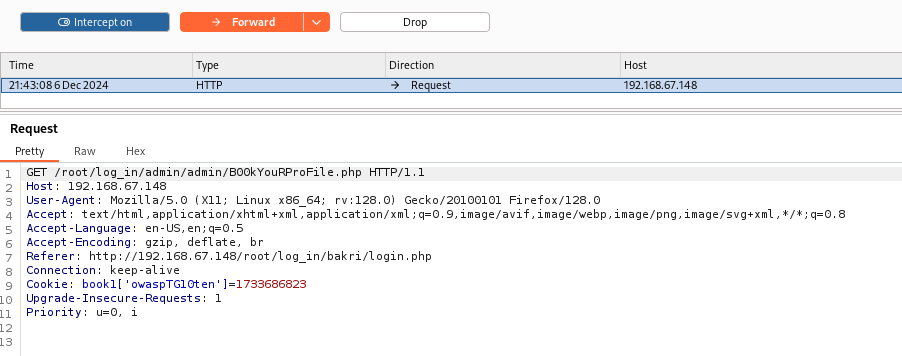 Intercept on Forward Drop
Time Type Direction Host
21:43:08 6 Dec 2024 HTTP → Request 192.168.67.148
Request
Pretty Raw Hex
1 GET /root/log_in/admin/admin/B00kYouRProFile.php HTTP/1.1
2 Host: 192.168.67.148
3 User-Agent: Mozilla/5.0 (X11; Linux x86_64; rv:128.0) Gecko/20100101 Firefox/128.0
4 Accept: text/html,application/xhtml+xml,application/xml;q=0.9,image/avif,image/webp,image/png,image/svg+xml,*/*;q=0.8
5 Accept-Language: en-US,en;q=0.5
6 Accept-Encoding: gzip, deflate, br
7 Referer: http://192.168.67.148/root/log_in/bakri/login.php
8 Connection: keep-alive
9 Cookie: book1['owaspTG10ten']=1733686823
10 Upgrade-Insecure-Requests: 1
11 Priority: u=0, i
12
13